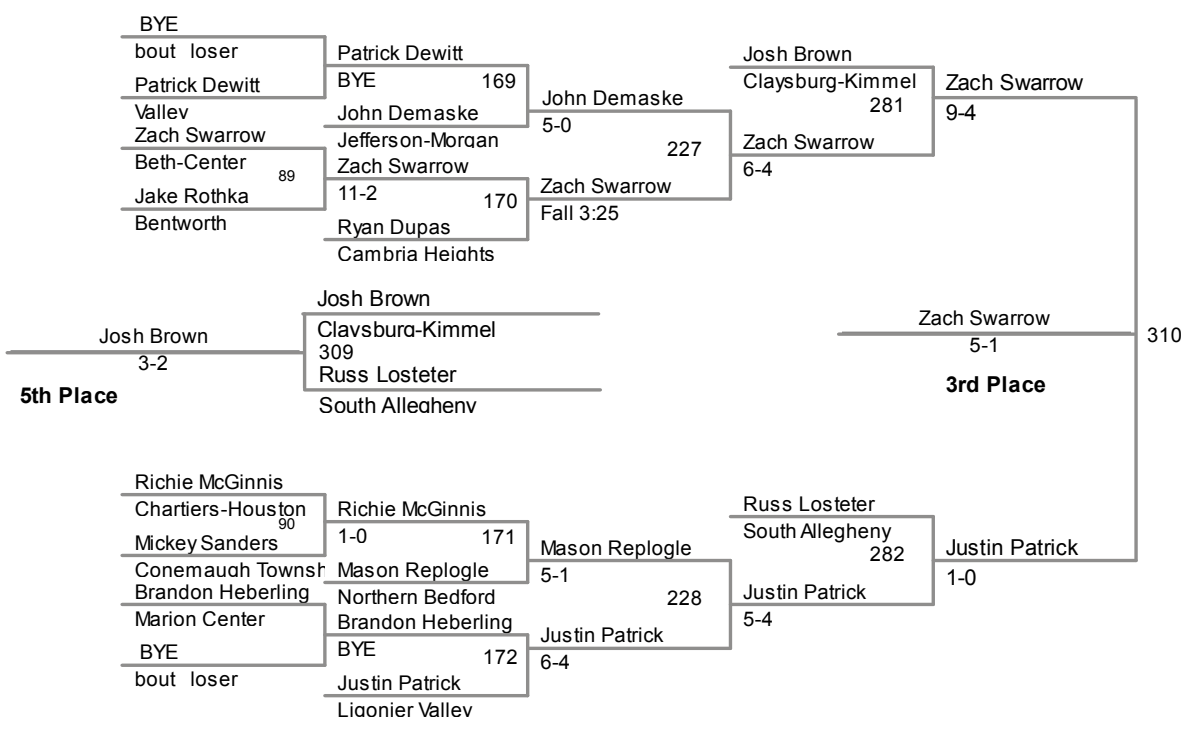 BYE
bout loser
Patrick Dewitt
Valley
Zach Swarrow
Beth-Center
89
Jake Rothka
Bentworth
Patrick Dewitt
BYE 169
John Demaske
Jefferson-Morgan
Zach Swarrow
11-2 170
Ryan Dupas
Cambria Heights
John Demaske
5-0
227
Zach Swarrow
Fall 3:25
Josh Brown
Claysburg-Kimmel
281
Zach Swarrow
6-4
Zach Swarrow
9-4
Josh Brown
3-2
5th Place
Josh Brown
Claysburg-Kimmel
309
Russ Losteter
South Allegheny
Zach Swarrow
5-1
3rd Place
310
Richie McGinnis
Chartiers-Houston
90
Mickey Sanders
Conemaugh Townsh
Brandon Heberling
Marion Center
BYE
bout loser
Richie McGinnis
1-0 171
Mason Replogle
Northern Bedford
Brandon Heberling
BYE 172
Justin Patrick
Ligonier Valley
Mason Replogle
5-1
228
Justin Patrick
6-4
Russ Losteter
South Allegheny
282
Justin Patrick
5-4
Justin Patrick
1-0